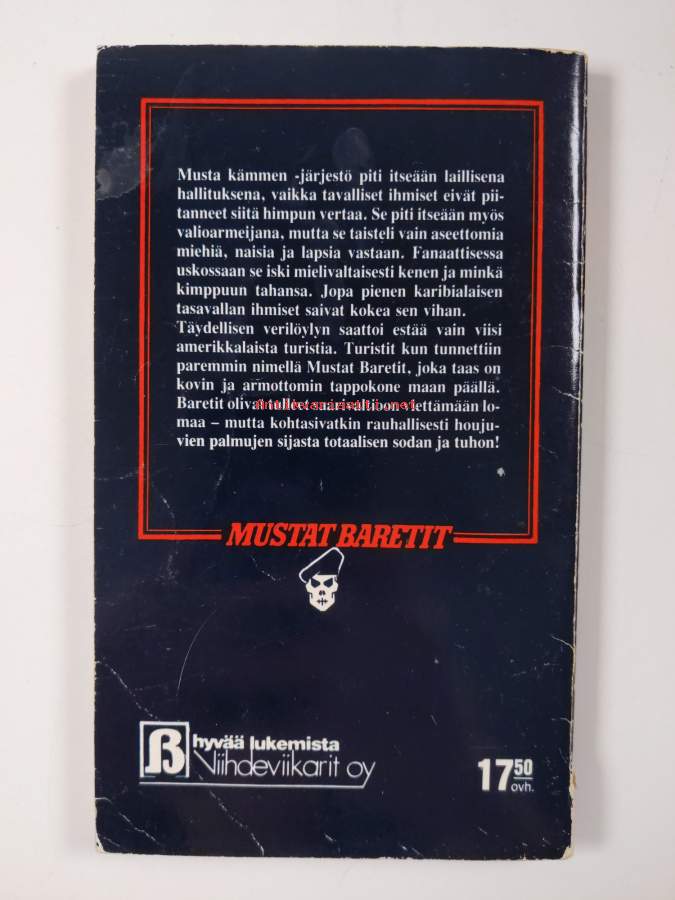 Musta kämmen -järjestö piti itseään laillisena
hallituksena, vaikka tavalliset ihmiset eivät pii-
tanneet siitä himpun vertaa. Se piti itseään myös
valioarmeijana, mutta se taisteli vain aseettomia
miehiä, naisia ja lapsia vastaan. Fanaattisessa
uskossaan se iski mielivaltaisesti kenen ja minkä
kimppuun tahansa. Jopa pienen karibialaisen
tasavallan ihmiset saivat kokea sen vihan.
Täydellisen verilöylyn saattoi estää vain viisi
amerikkalaista turistia. Turistit kun tunnettiin
paremmin nimellä Mustat Baretit, joka taas on
kovin ja armottomin tappokone maan päällä.
Baretit olivat tulleet viettämään lo-
maa – mutta kohtasivatkin rauhallisesti houju-
vien palmujen sijasta totaalisen sodan ja tuhon!
MUSTAT BARETIT
hyvää lukemista
Viihdeviikarit oy
17 50
ovh.